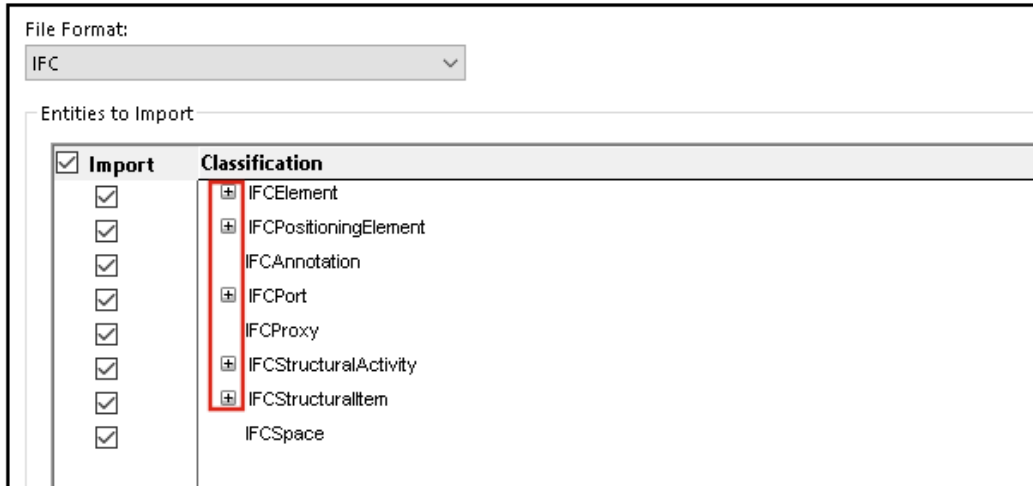 File Format:
IFC
Entities to Import
Import Classification
IFCElement
IFCPositioningElement
IFCAnnotation
IFCPort
IFCProxy
IFCStructuralActivity
IFCStructuralItem
IFCSpace